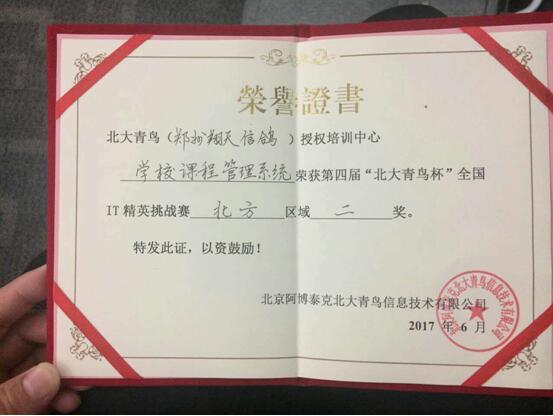 榮譽證書
北大青鸟（郑州翔天信鸽）授权培训中心
学校课程管理系统荣获第四届“北大青鸟杯”全国
IT精英挑战赛北方区域二奖。
特发此证，以资鼓励！
北京阿博泰克北大青鸟信息技术有限公司
2017年6月